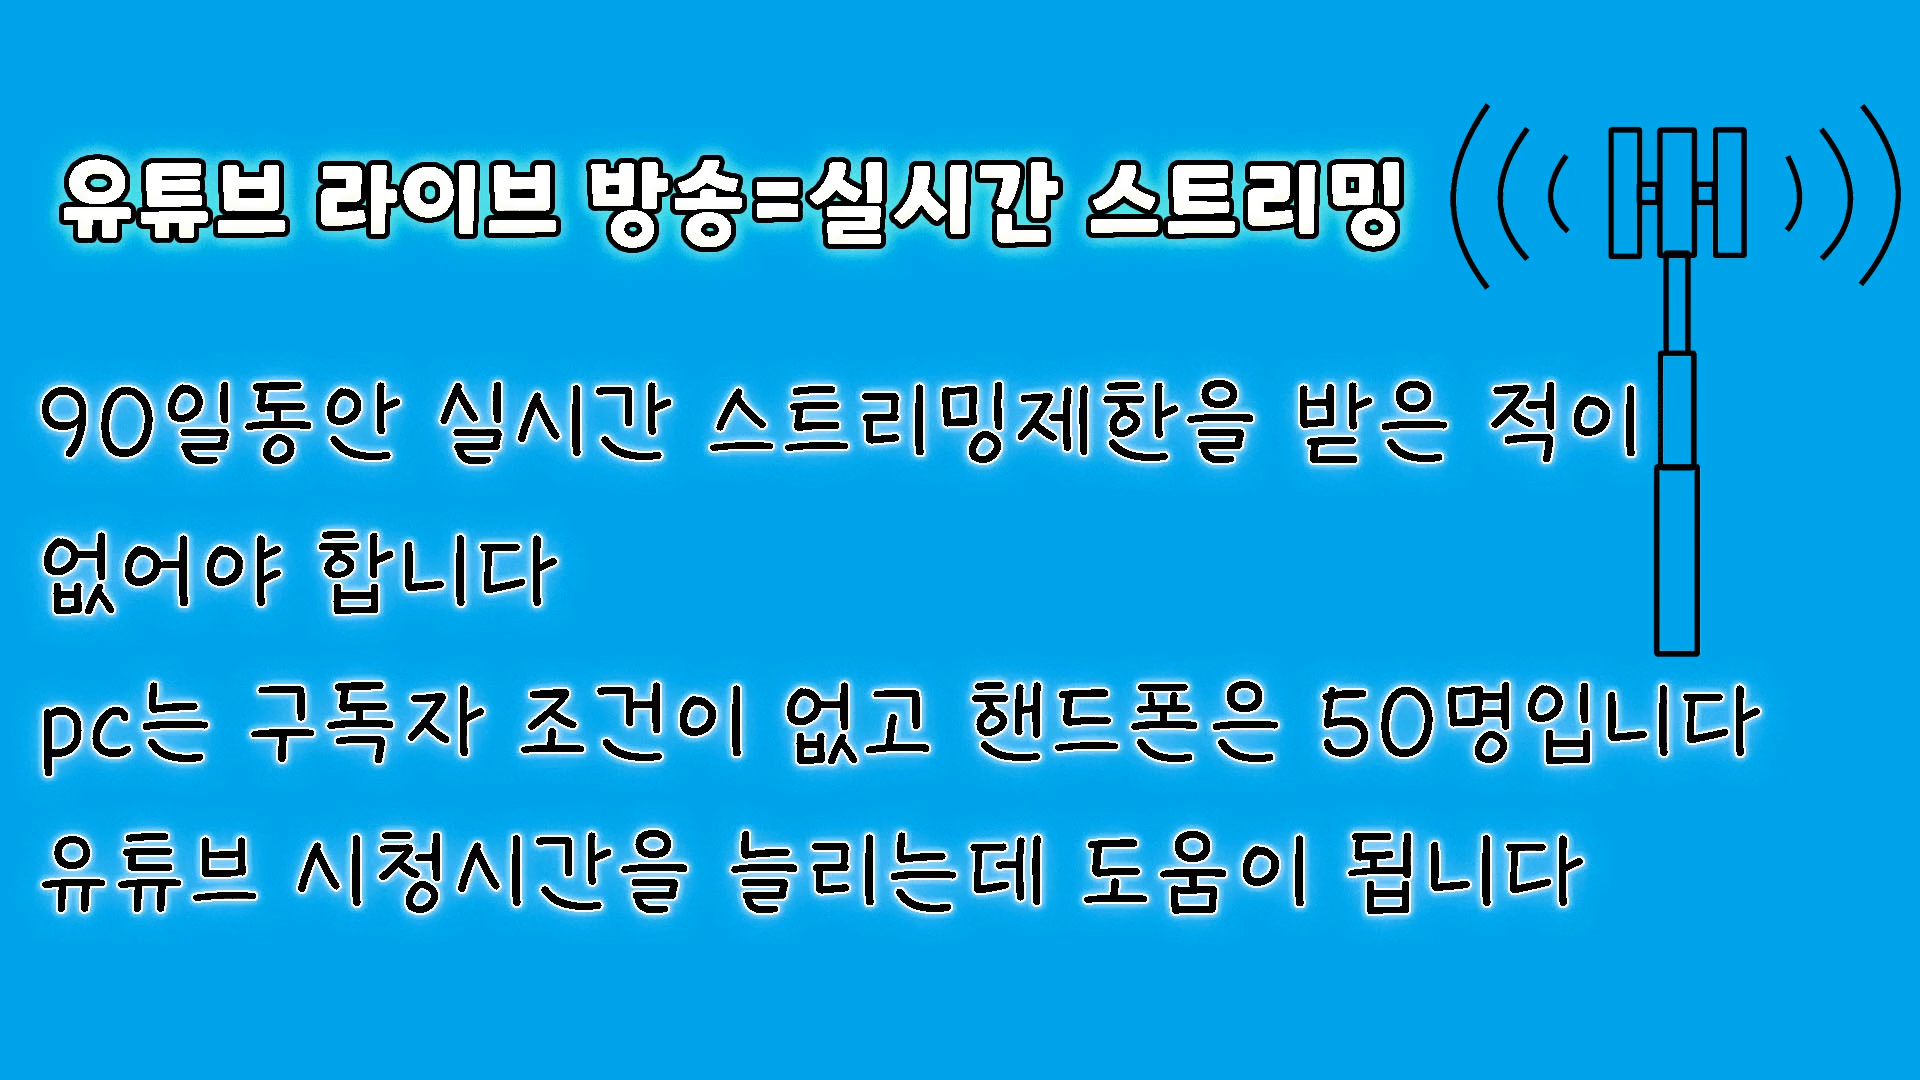 유튜브 라이브 방송=실시간 스트리밍
90일동안 실시간 스트리밍제한을 받은 적이
없어야 합니다
pc는 구독자 조건이 없고 핸드폰은 50명입니다
유튜브 시청시간을 늘리는데 도움이 됩니다